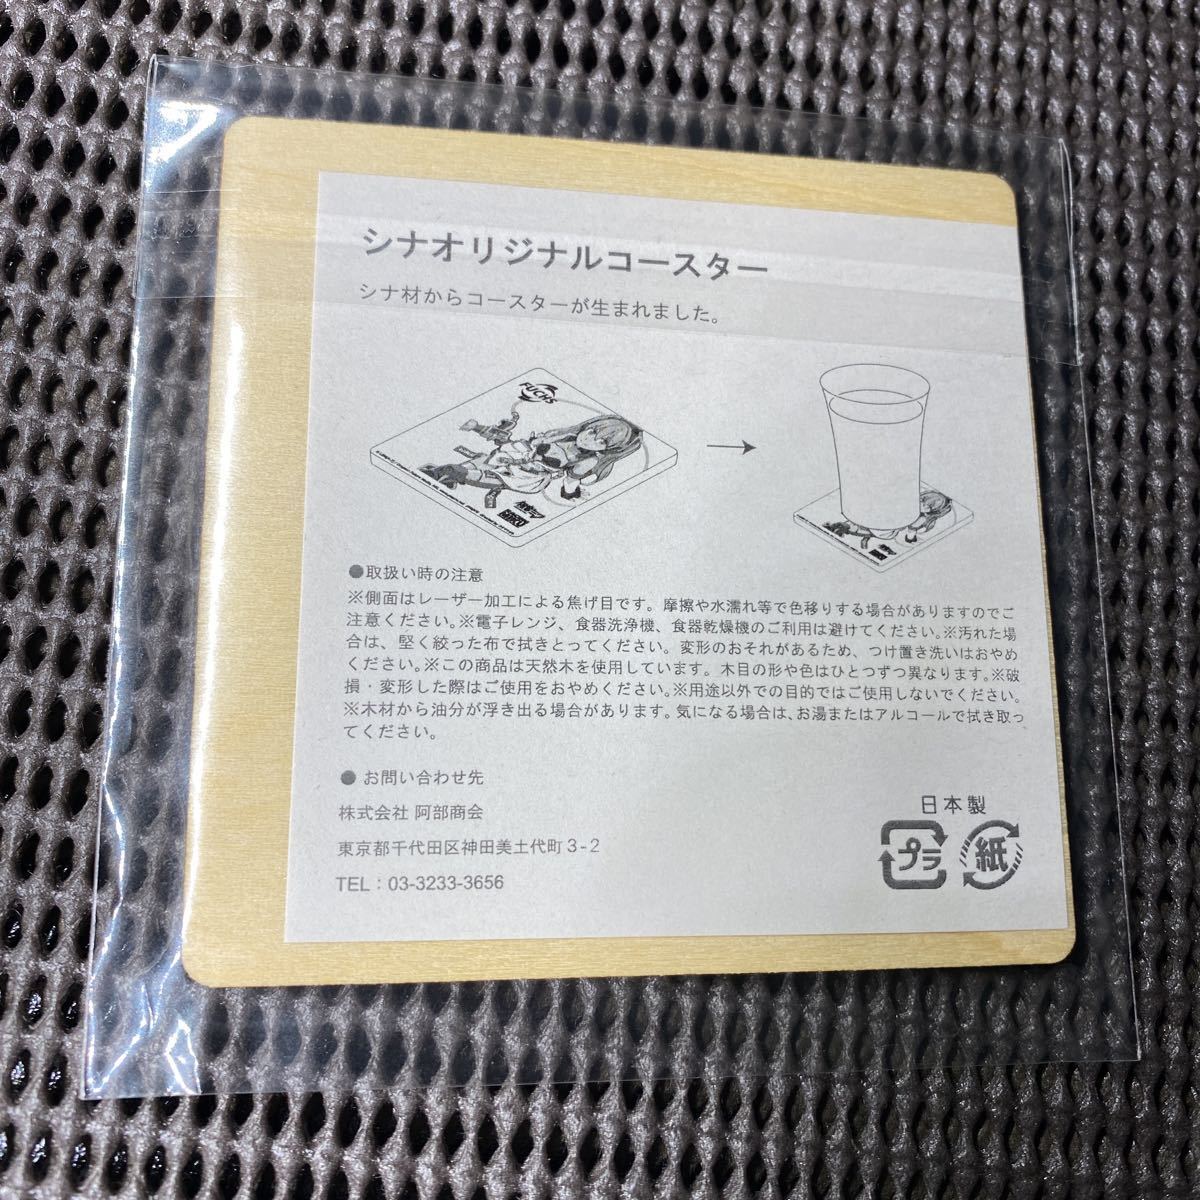 シナオリジナルコースター
シナ材からコースターが生まれました。
FUCHS
●取扱い時の注意
※側面はレーザー加工による焦げ目です。摩擦や水濡れ等で色移りする場合がありますのでご
注意ください。※電子レンジ、食器洗浄機、食器乾燥機のご利用は避けてください。※汚れた場
合は、堅く絞った布で拭きとってください。変形のおそれがあるため、つけ置き洗いはおやめ
ください。※この商品は天然木を使用しています。木目の形や色はひとつずつ異なります。※破
損・変形した際はご使用をおやめください。※用途以外での目的ではご使用しないでください。
※木材から油分が浮き出る場合があります。気になる場合は、お湯またはアルコールで拭き取っ
てください。
● お問い合わせ先
株式会社 阿部商会
東京都千代田区神田美土代町3-2
TEL：03-3233-3656
日本製
プラ
紙